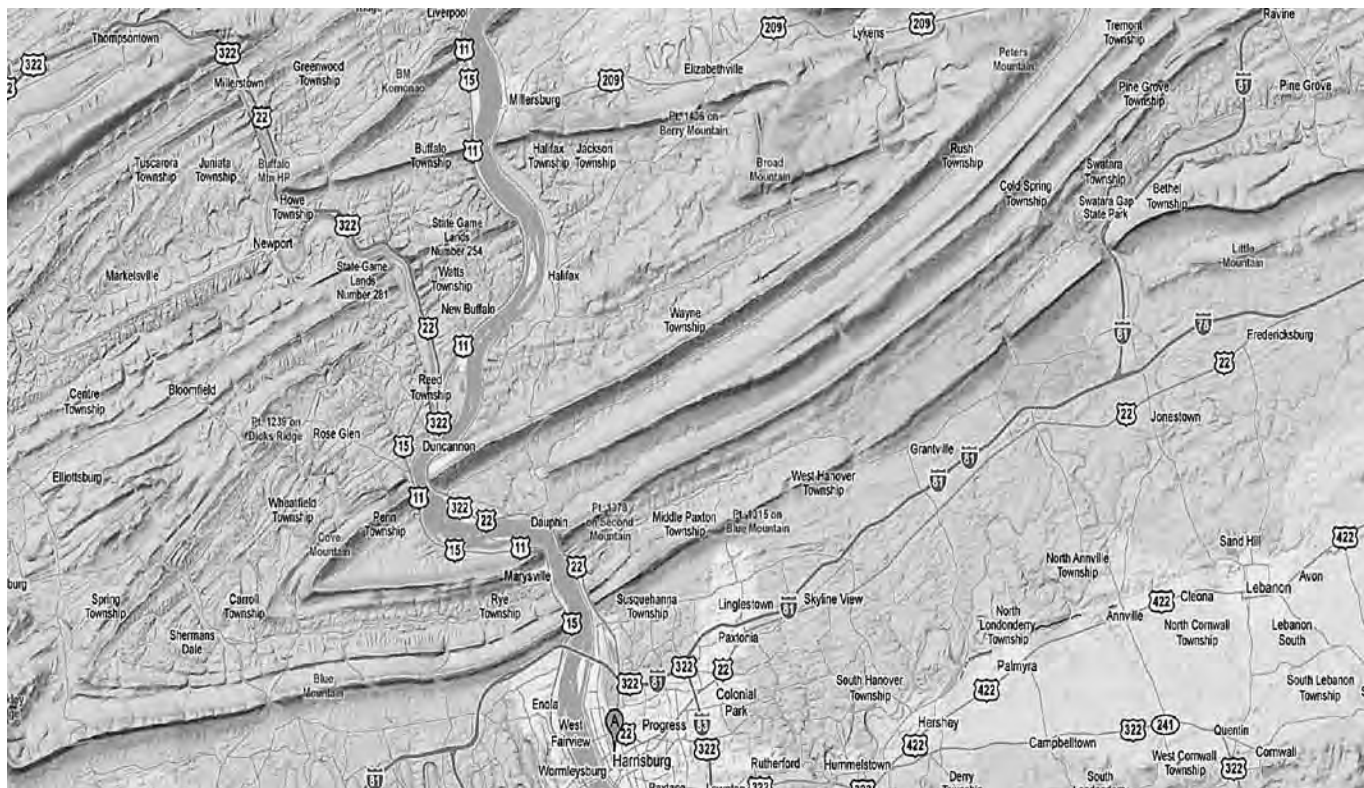 Liverpool
Ravine
Thompsontown
322
322
11
15
209
209
Lykens
Tremont
Township
Greenwood
Township
BM
Komonao
Elizabethville
209
Peters
Mountain
81
Pine Grove
Millerstown
Millersburg
Pine Grove
Township
22
Pt. 1436 on
Berry Mountain
Tuscarora
Township
Juniata
Township
Buffalo
Mtn HP
Buffalo
Township
11
Halifax
Township
Jackson
Township
Broad
Mountain
Rush
Township
Swatara
Township
Cold Spring
Township
Bethel
Township
Swatara Gap
State Park
Howe
Township
322
State Game
Lands
Number 254
Newport
Markelsville
State Game
Lands
Number 281
Watts
Township
Halifax
Little
Mountain
New Buffalo
Wayne
Township
22
11
81
78
Fredericksburg
22
Centre
Township
Bloomfield
Reed
Township
322
22
Jonestown
Pt. 1239 on
Dicks Ridge
Rose Glen
15
Duncannon
Grantville
81
81
Elliottsburg
West Hanover
Township
Wheatfield
Township
11
322
22
Penn
Township
Cove
Mountain
Dauphin
Pt. 1378
on Second
Mountain
Middle Paxton
Township
Pt. 1315 on
Blue Mountain
15
11
Sand Hill
422
North Annville
Township
burg
Marysville
22
Avon
Spring
Township
Carroll
Township
Rye
Township
Susquehanna
Township
Linglestown
81
Skyline View
Cleona
Lebanon
422
Annville
15
North
Londonderry
Township
North Cornwall
Township
Lebanon
South
Shermans
Dale
Paxtonia
Palmyra
322
81
322
22
422
Blue
Mountain
South Hanover
Township
South Lebanon
Township
Enola
Colonial
Park
A
22
Progress
Hershey
322
241
Quentin
West
Fairview
422
Campbelltown
Cornwall
322
Harrisburg
West Cornwall
Township
322
Wormleysburg
Rutherford
Hummelstown
81
322
322
Derry
Township
South